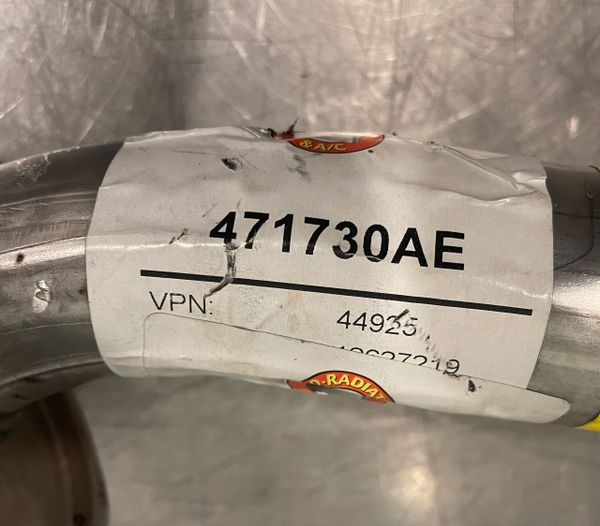 & A/C
471730AE
VPN: 44925
O-RADIAT